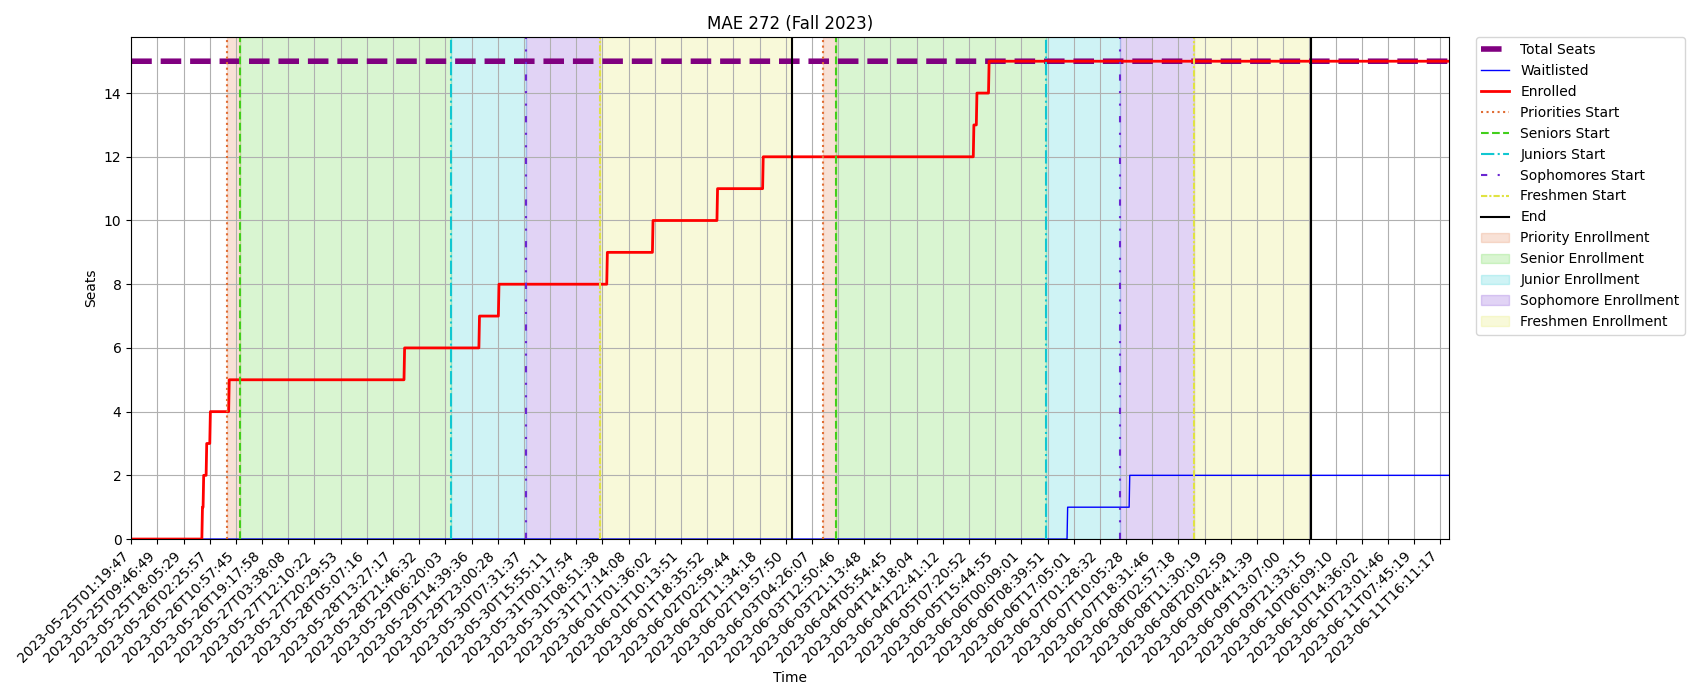 MAE 272 (Fall 2023)
Total Seats
Waitlisted
Enrolled
Priorities Start
Seniors Start
Juniors Start
Sophomores Start
Freshmen Start
End
Priority Enrollment
Senior Enrollment
Junior Enrollment
Sophomore Enrollment
Freshmen Enrollment
Seats
14
12
10
8
6
4
2
0
2023-05-25T01:19:47
2023-05-25T09:46:49
2023-05-25T18:05:29
2023-05-26T02:25:57
2023-05-26T10:57:45
2023-05-26T19:17:58
2023-05-27T03:38:08
2023-05-27T12:10:22
2023-05-27T20:29:53
2023-05-28T05:07:16
2023-05-28T13:27:17
2023-05-28T21:46:32
2023-05-29T06:20:03
2023-05-29T14:39:36
2023-05-29T23:00:28
2023-05-30T07:31:37
2023-05-30T15:55:11
2023-05-31T00:17:54
2023-05-31T08:51:38
2023-05-31T17:14:08
2023-06-01T01:36:02
2023-06-01T10:13:51
2023-06-01T18:35:52
2023-06-02T02:59:44
2023-06-02T11:34:18
2023-06-02T19:57:50
2023-06-03T04:26:07
2023-06-03T12:50:46
2023-06-03T21:13:48
2023-06-04T05:54:45
2023-06-04T14:18:04
2023-06-04T22:41:12
2023-06-05T07:20:52
2023-06-05T15:44:55
2023-06-06T00:09:01
2023-06-06T08:39:51
2023-06-06T17:05:01
2023-06-07T01:28:32
2023-06-07T10:05:28
2023-06-07T18:31:46
2023-06-08T02:57:18
2023-06-08T11:30:19
2023-06-08T20:02:59
2023-06-09T04:41:39
2023-06-09T13:07:00
2023-06-09T21:33:15
2023-06-10T06:09:10
2023-06-10T14:36:02
2023-06-10T23:01:46
2023-06-11T07:45:19
2023-06-11T16:11:17
Time